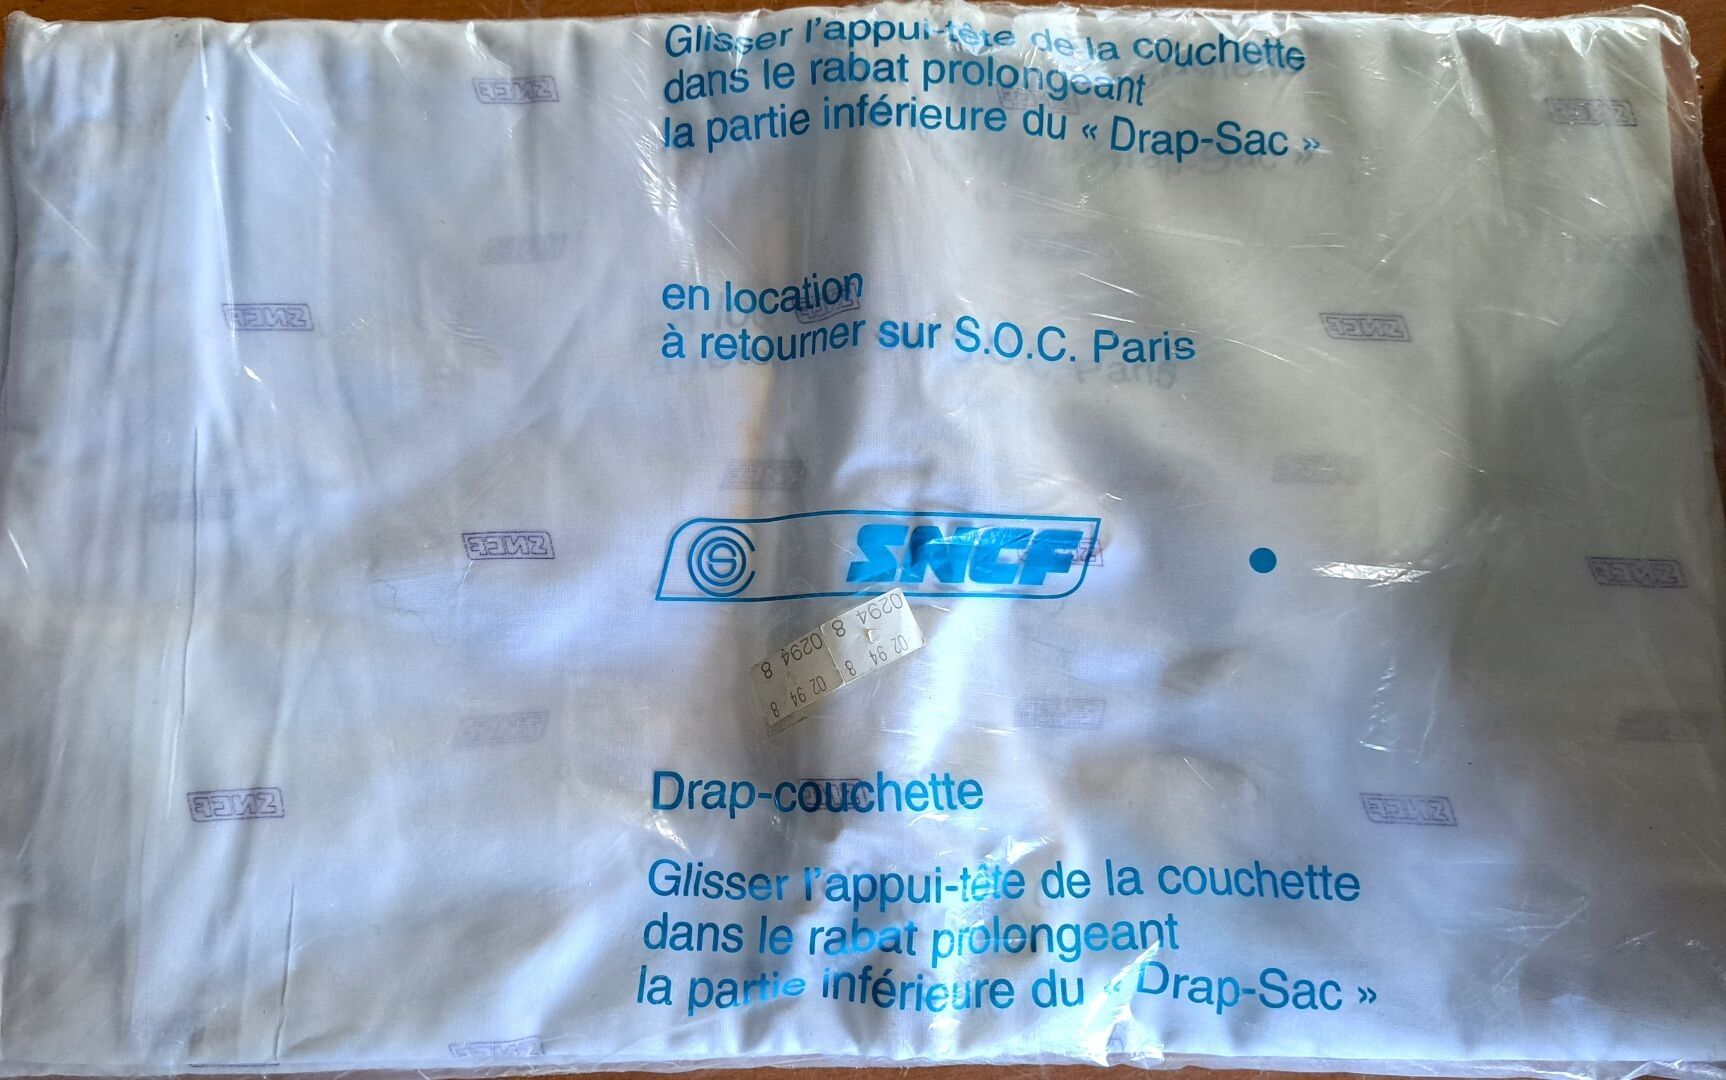 Glisser l'appui-tête de la couchette
dans le rabat prolongeant
la partie inférieure du « Drap-Sac »
en location
à retourner sur S.O.C. Paris
SNCF
0294 8 0294 8
02 94 8 02 94 8
Drap-couchette
Glisser l'appui-tête de la couchette
dans le rabat prolongeant
la partie inférieure du « Drap-Sac »